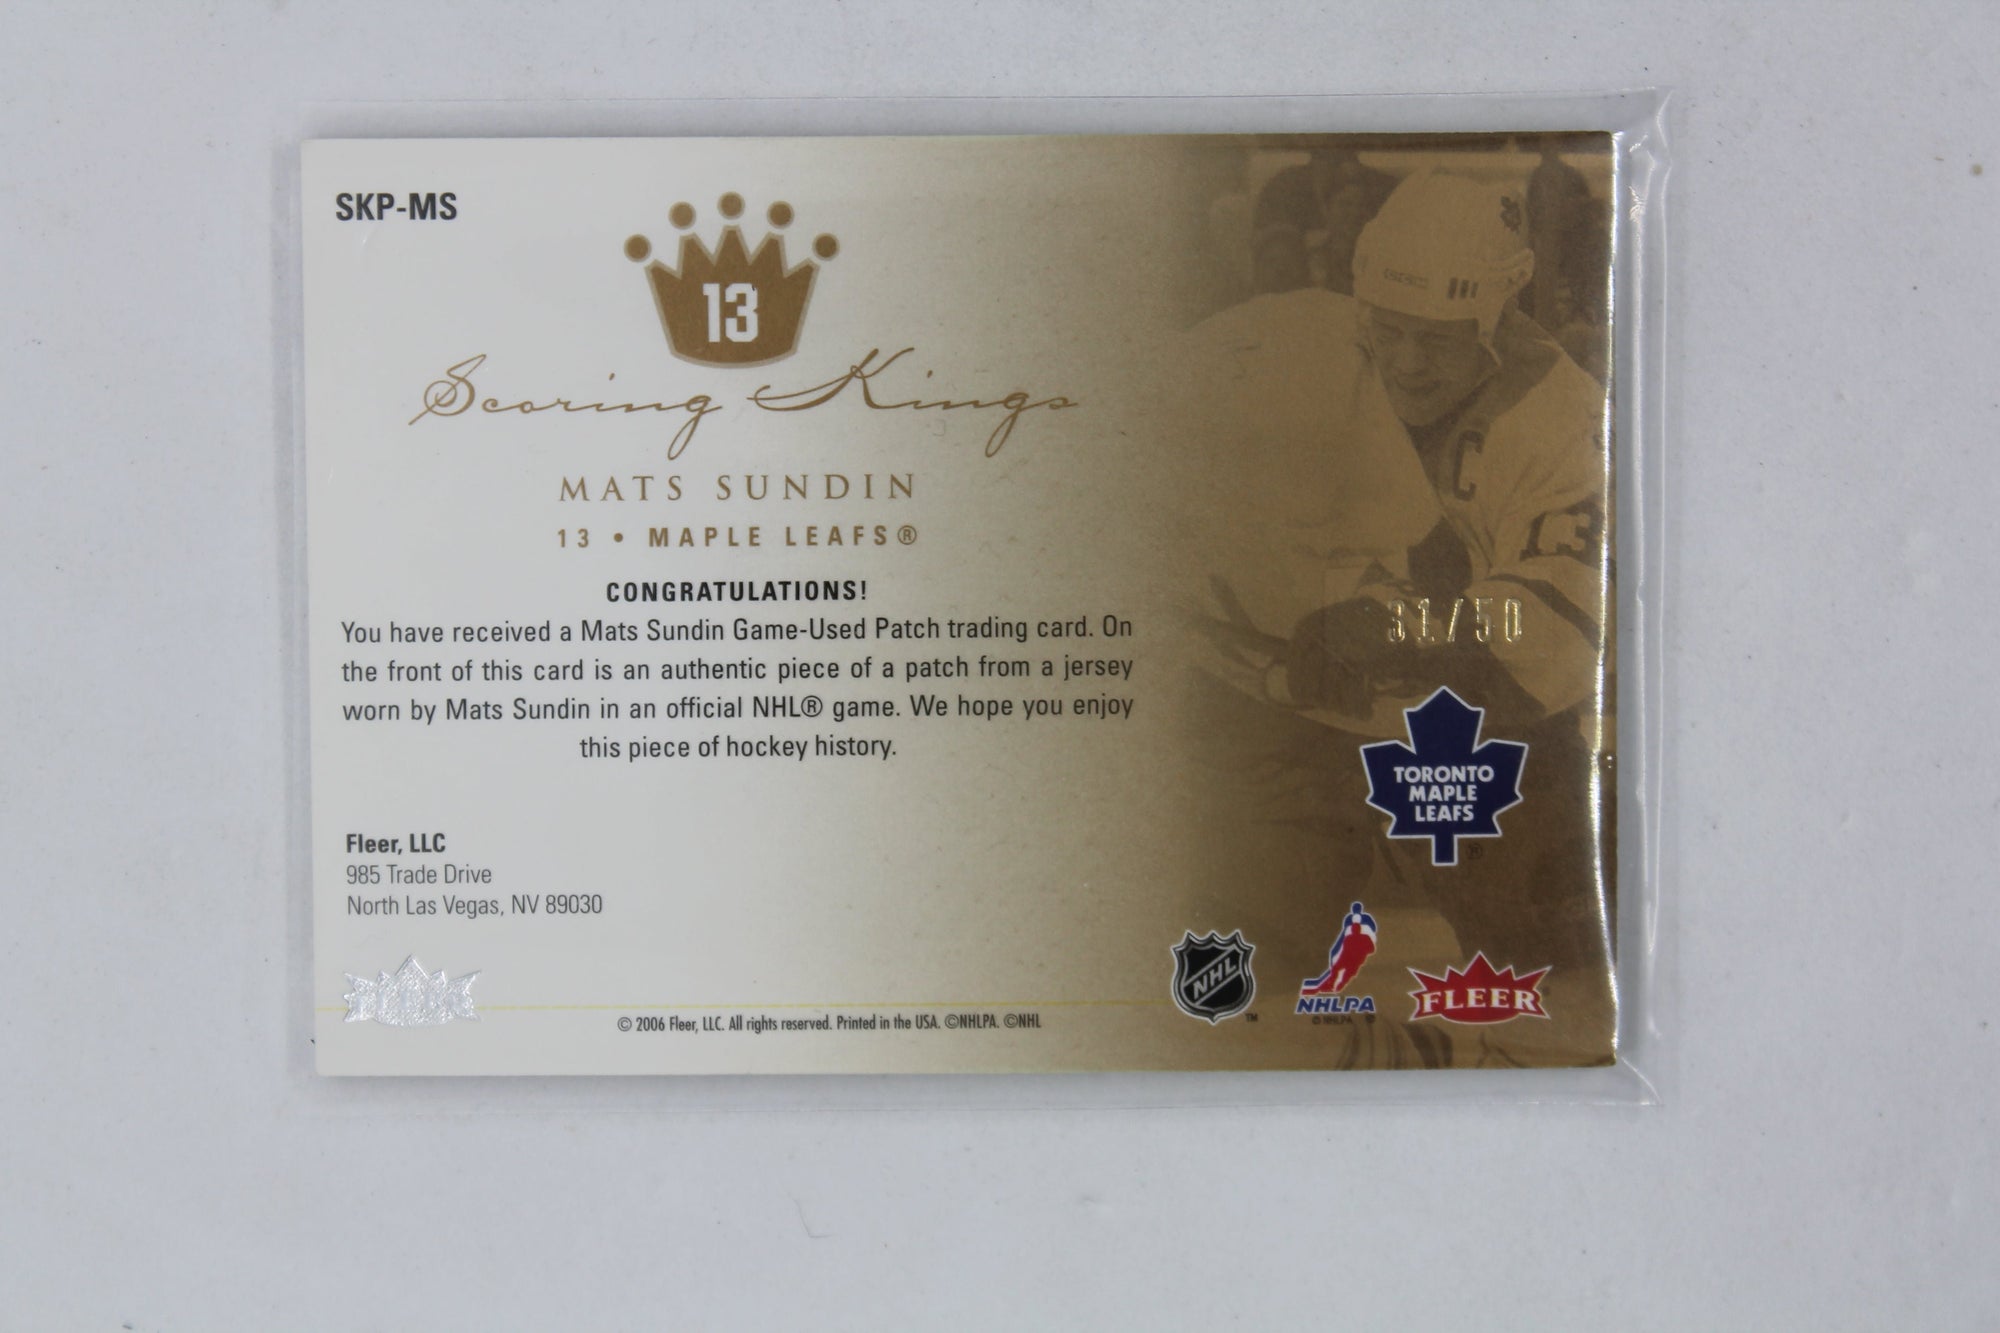 SKP-MS
13
Scoring Kings
MATS SUNDIN
13 • MAPLE LEAFS®
CONGRATULATIONS!
You have received a Mats Sundin Game-Used Patch trading card. On
the front of this card is an authentic piece of a patch from a jersey
worn by Mats Sundin in an official NHL® game. We hope you enjoy
this piece of hockey history.
C
13
31/50
TORONTO
MAPLE
LEAFS
®
Fleer, LLC
985 Trade Drive
North Las Vegas, NV 89030
FLEER
© 2006 Fleer, LLC. All rights reserved. Printed in the USA. ©NHLPA. ©NHL
NHL
™
NHLPA
© NHLPA
FLEER